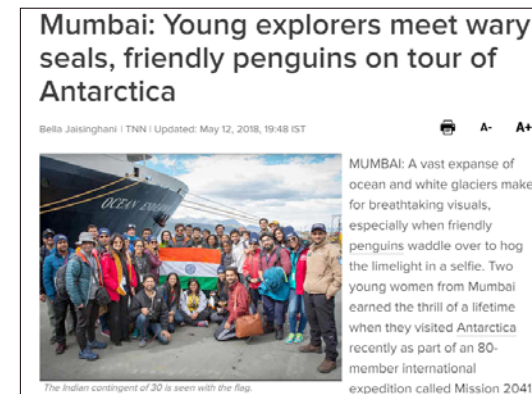 Mumbai: Young explorers meet wary
seals, friendly penguins on tour of
Antarctica
Bella Jaisinghani | TNN | Updated: May 12, 2018, 19:48 IST
A- A+
OCEAN
MUMBAI: A vast expanse of
ocean and white glaciers make
for breathtaking visuals,
especially when friendly
penguins waddle over to hog
the limelight in a selfie. Two
young women from Mumbai
earned the thrill of a lifetime
when they visited Antarctica
recently as part of an 80-
member international
expedition called Mission 2041
The Indian contingent of 30 is seen with the flag.